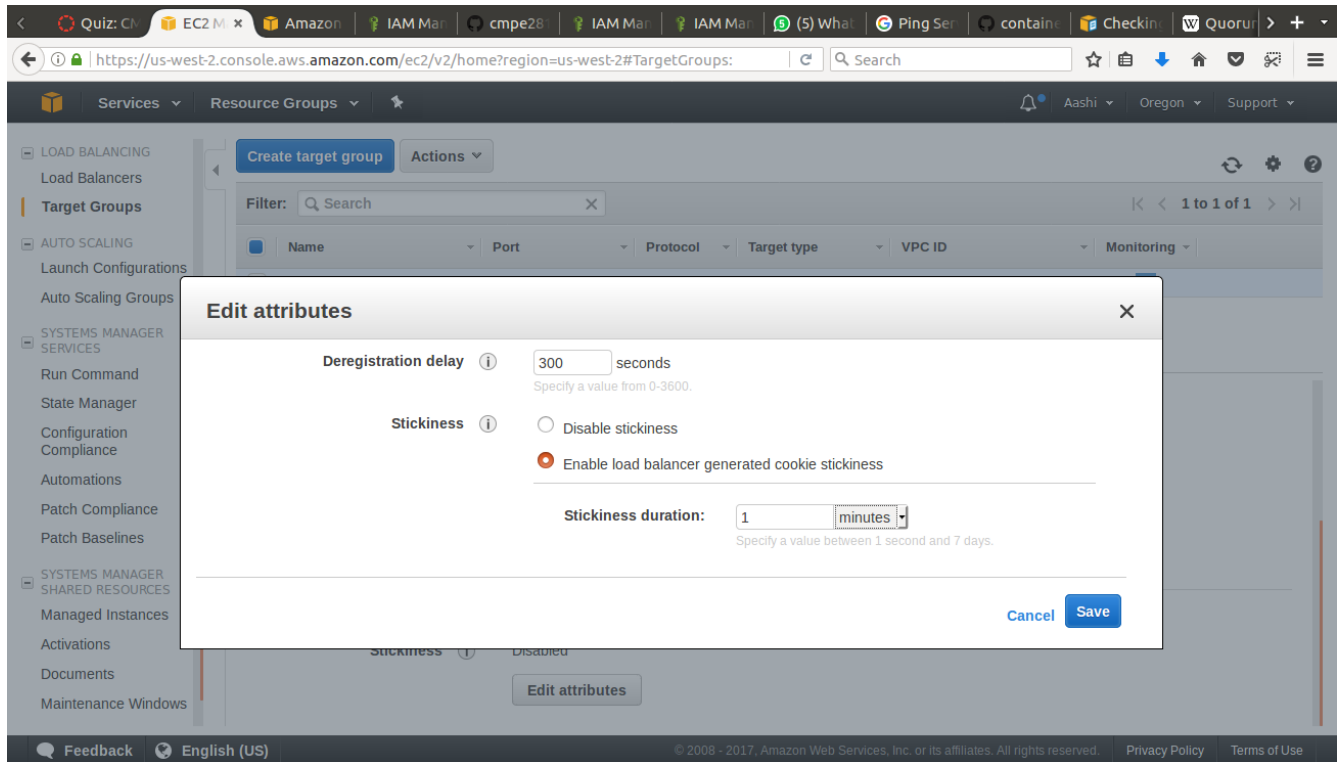 Quiz: CM
EC2 M
Amazon
IAM Man
cmpe281
IAM Man
IAM Man
(5) What
Ping Ser
containe
Checking
Quorur
https://us-west-2.console.aws.amazon.com/ec2/v2/home?region=us-west-2#TargetGroups:
Search
Services
Resource Groups
Aashi
Oregon
Support
LOAD BALANCING
Load Balancers
Target Groups
AUTO SCALING
Launch Configurations
Auto Scaling Groups
SYSTEMS MANAGER
SERVICES
Run Command
State Manager
Configuration
Compliance
Automations
Patch Compliance
Patch Baselines
SYSTEMS MANAGER
SHARED RESOURCES
Managed Instances
Activations
Documents
Maintenance Windows
Create target group
Actions
Filter: Search
1 to 1 of 1
Name Port Protocol Target type VPC ID Monitoring
Edit attributes
Deregistration delay 300 seconds
Specify a value from 0-3600.
Stickiness Disable stickiness
Enable load balancer generated cookie stickiness
Stickiness duration: 1 minutes
Specify a value between 1 second and 7 days.
Cancel Save
Stickiness Disabled
Edit attributes
Feedback English (US) © 2008 - 2017, Amazon Web Services, Inc. or its affiliates. All rights reserved. Privacy Policy Terms of Use